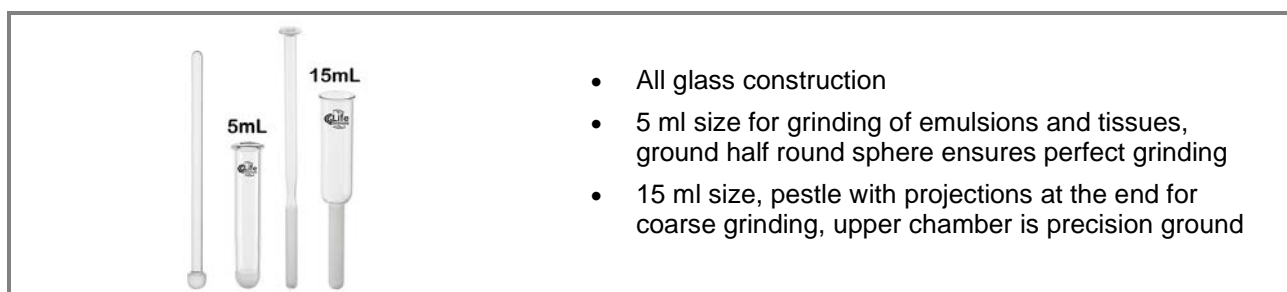 15mL
5mL
Life
Life
• All glass construction
• 5 ml size for grinding of emulsions and tissues,
ground half round sphere ensures perfect grinding
• 15 ml size, pestle with projections at the end for
coarse grinding, upper chamber is precision ground